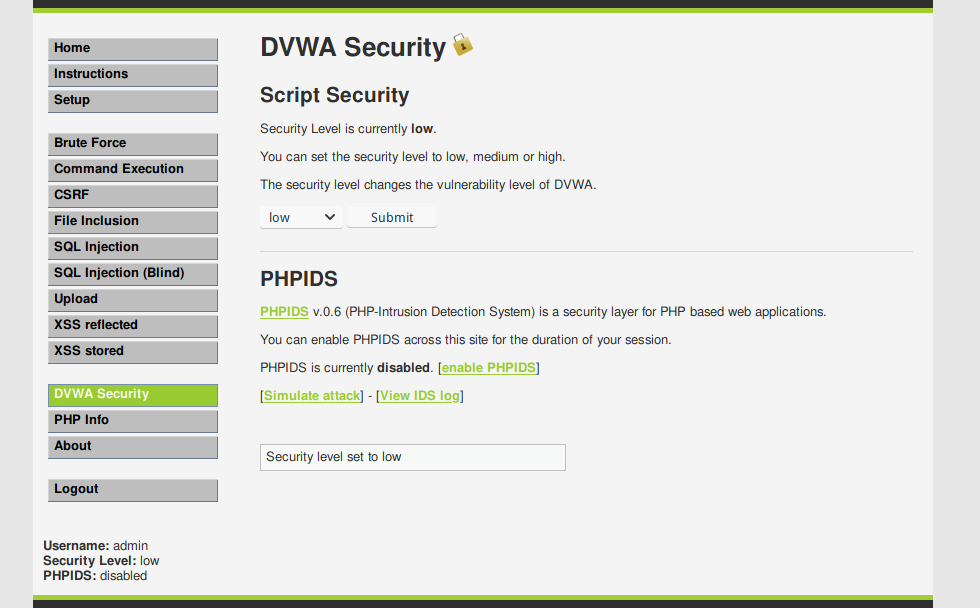 Home
Instructions
Setup
Brute Force
Command Execution
CSRF
File Inclusion
SQL Injection
SQL Injection (Blind)
Upload
XSS reflected
XSS stored
DVWA Security
PHP Info
About
Logout
Username: admin
Security Level: low
PHPIDS: disabled
DVWA Security
Script Security
Security Level is currently low.
You can set the security level to low, medium or high.
The security level changes the vulnerability level of DVWA.
low Submit
PHPIDS
PHPIDS v.0.6 (PHP-Intrusion Detection System) is a security layer for PHP based web applications.
You can enable PHPIDS across this site for the duration of your session.
PHPIDS is currently disabled. [enable PHPIDS]
[Simulate attack] - [View IDS log]
Security level set to low